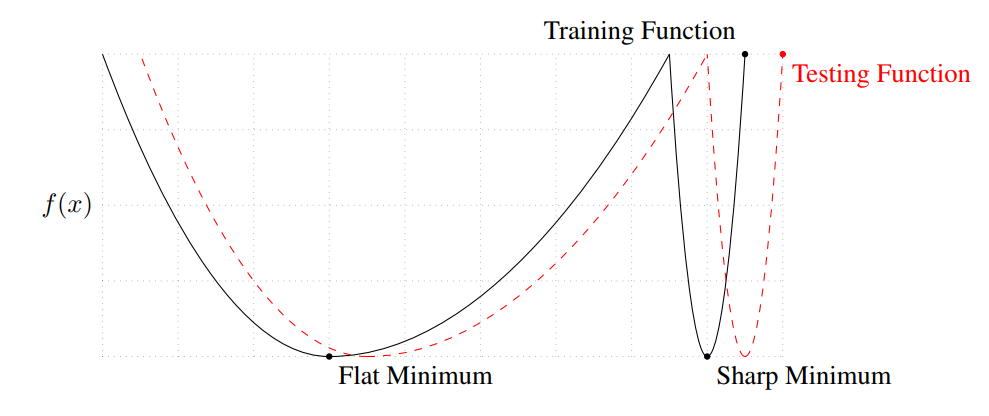 Training Function
Testing Function
f(x)
Flat Minimum
Sharp Minimum